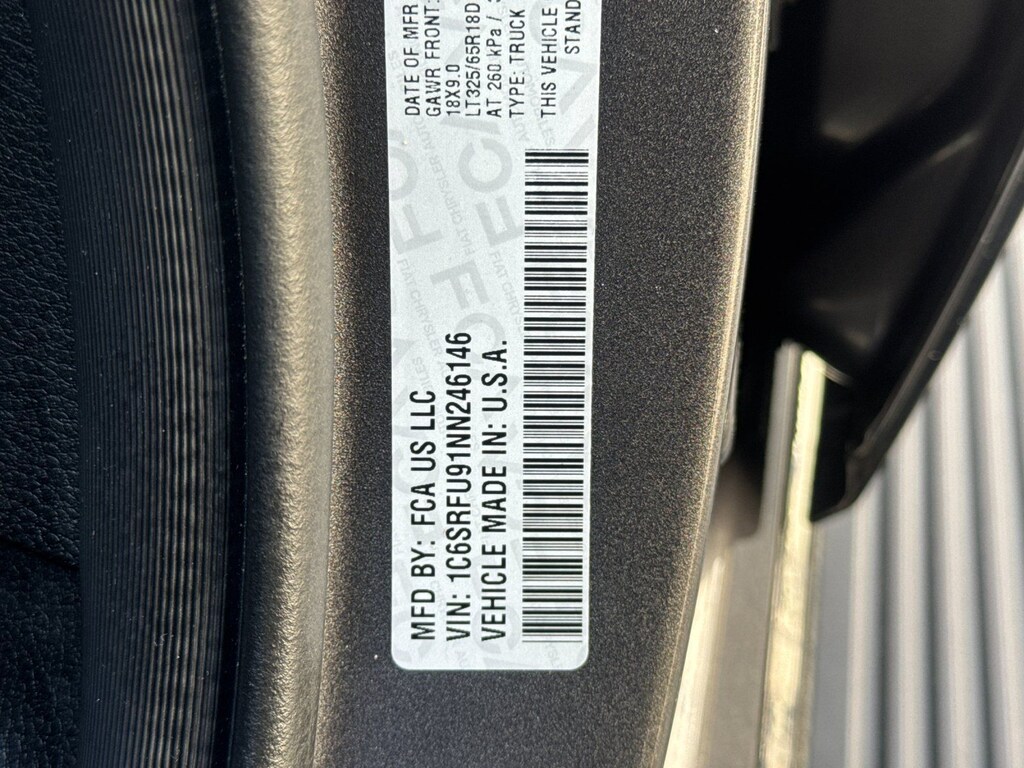 MFD BY: FCA US LLC
VIN: 1C6SRFU91NN246146
VEHICLE MADE IN: U.S.A.
DATE OF MFR
GAWR FRONT:
18X9.0
LT325/65R18D
AT 260 kPa /
TYPE: TRUCK
THIS VEHICLE
STAND